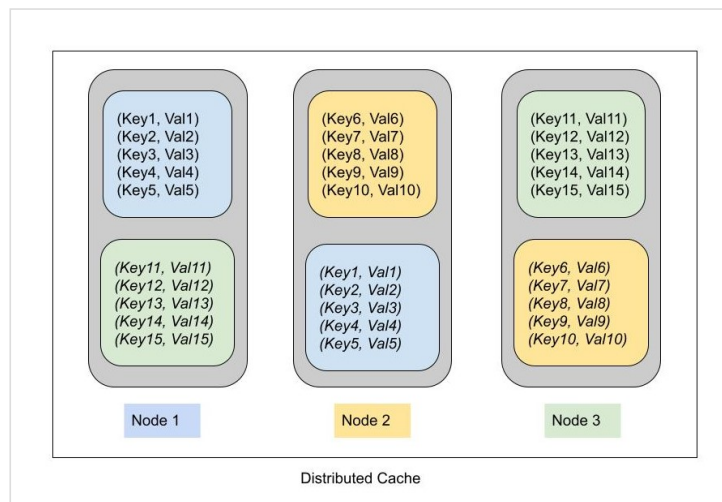 (Key1, Val1)
(Key2, Val2)
(Key3, Val3)
(Key4, Val4)
(Key5, Val5)
(Key11, Val11)
(Key12, Val12)
(Key13, Val13)
(Key14, Val14)
(Key15, Val15)
Node 1
(Key6, Val6)
(Key7, Val7)
(Key8, Val8)
(Key9, Val9)
(Key10, Val10)
(Key1, Val1)
(Key2, Val2)
(Key3, Val3)
(Key4, Val4)
(Key5, Val5)
Node 2
(Key11, Val11)
(Key12, Val12)
(Key13, Val13)
(Key14, Val14)
(Key15, Val15)
(Key6, Val6)
(Key7, Val7)
(Key8, Val8)
(Key9, Val9)
(Key10, Val10)
Node 3
Distributed Cache